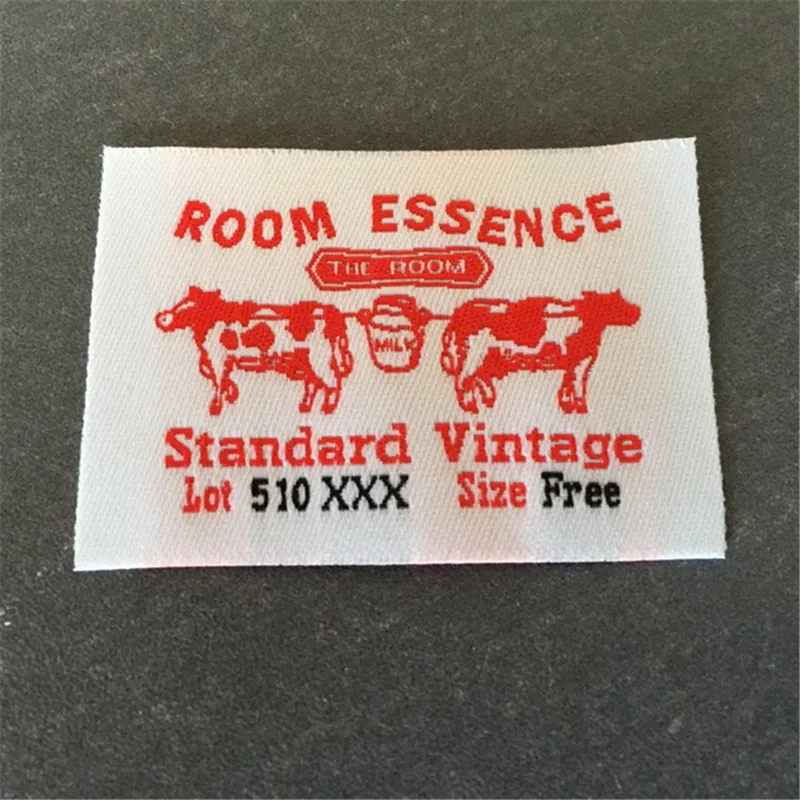 ROOM ESSENCE
THE ROOM
MILK
Standard Vintage
Lot 510 XXX Size Free